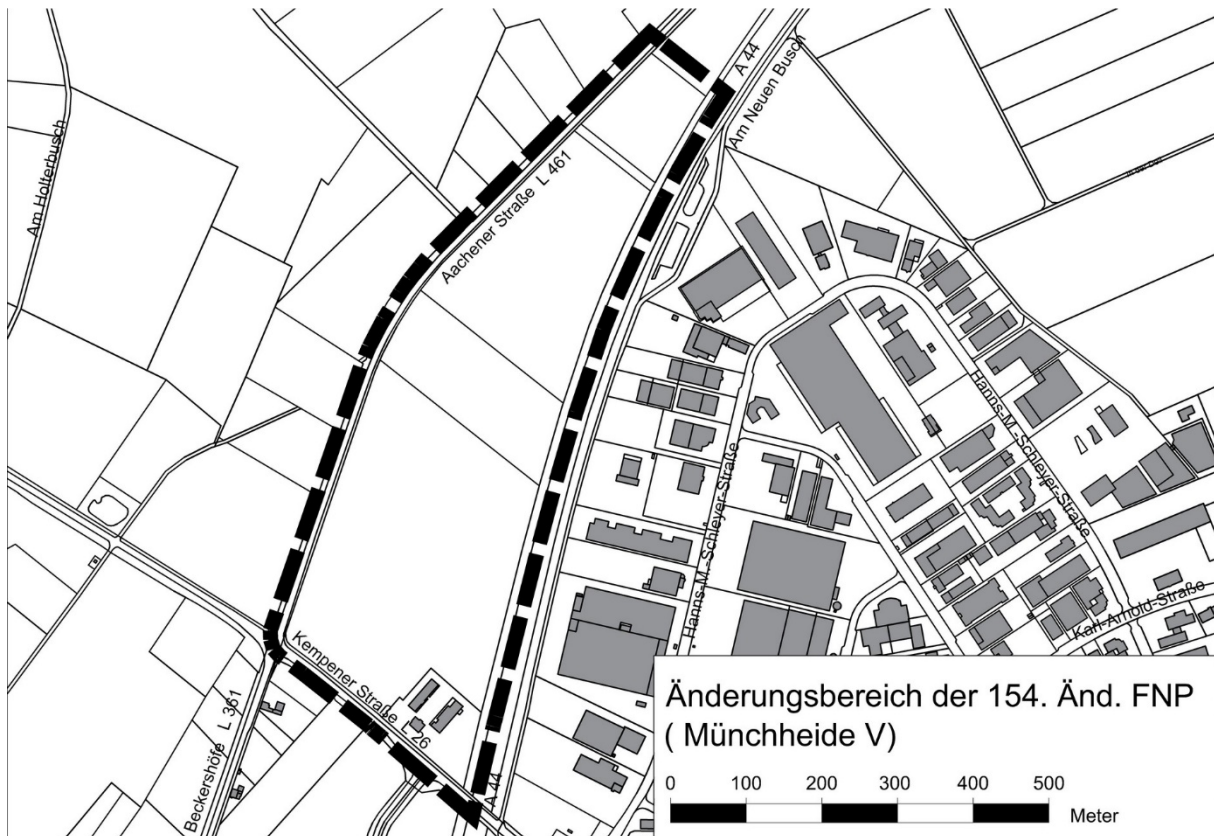 A 44
Am Neuen Busch
Am Holterbusch
Aachener Straße L 461
Hanns-M.-Schleyer-Straße
Hanns-M.-Schleyer-Straße
Karl-Arnold-Straße
Kempener Straße L 26
Beckershöfe L 361
A 44
Änderungsbereich der 154. Änd. FNP
( Münchheide V)
0 100 200 300 400 500
Meter